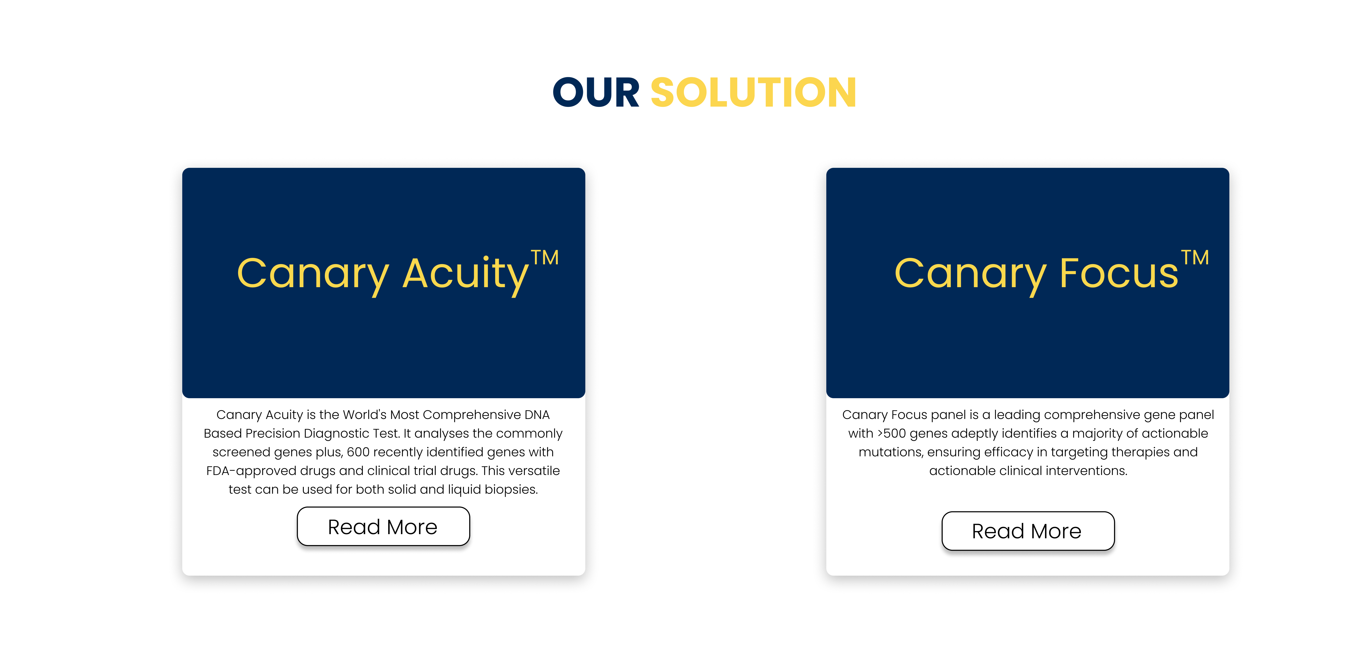 OUR SOLUTION
Canary Acuity™
Canary Acuity is the World's Most Comprehensive DNA
Based Precision Diagnostic Test. It analyses the commonly
screened genes plus, 600 recently identified genes with
FDA-approved drugs and clinical trial drugs. This versatile
test can be used for both solid and liquid biopsies.
Read More
Canary Focus™
Canary Focus panel is a leading comprehensive gene panel
with >500 genes adeptly identifies a majority of actionable
mutations, ensuring efficacy in targeting therapies and
actionable clinical interventions.
Read More